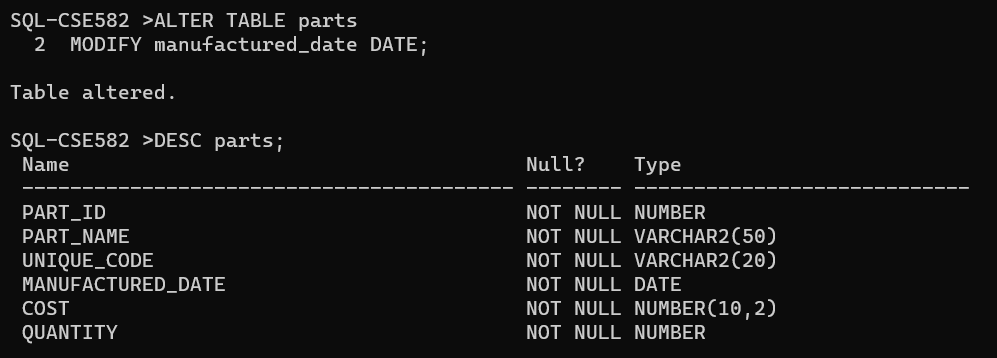 SQL-CSE582 >ALTER TABLE parts
  2  MODIFY manufactured_date DATE;
Table altered.
SQL-CSE582 >DESC parts;
 Name                                      Null?    Type
 ----------------------------------------- -------- ----------------------------
 PART_ID                                   NOT NULL NUMBER
 PART_NAME                                 NOT NULL VARCHAR2(50)
 UNIQUE_CODE                               NOT NULL VARCHAR2(20)
 MANUFACTURED_DATE                         NOT NULL DATE
 COST                                      NOT NULL NUMBER(10,2)
 QUANTITY                                  NOT NULL NUMBER